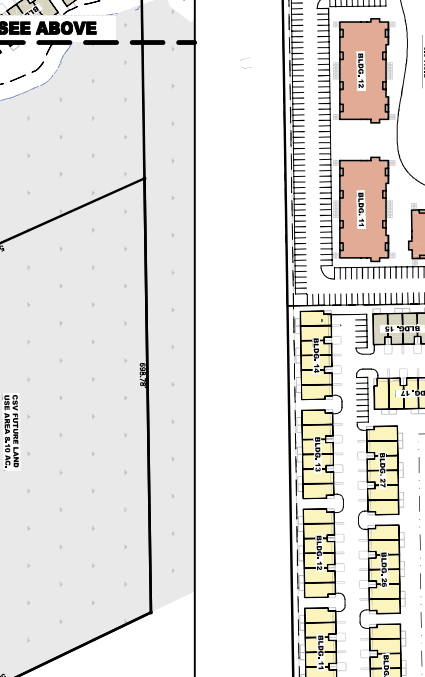 SEE ABOVE
BLDG. 12
BLDG. 11
BLDG. 14
BLDG. 15
698.78'
CSV FUTURE LAND
USE AREA 8.10 AC.
BLDG. 13
BLDG. 27
BLDG. 12
BLDG. 26
BLDG. 11
BLDG.